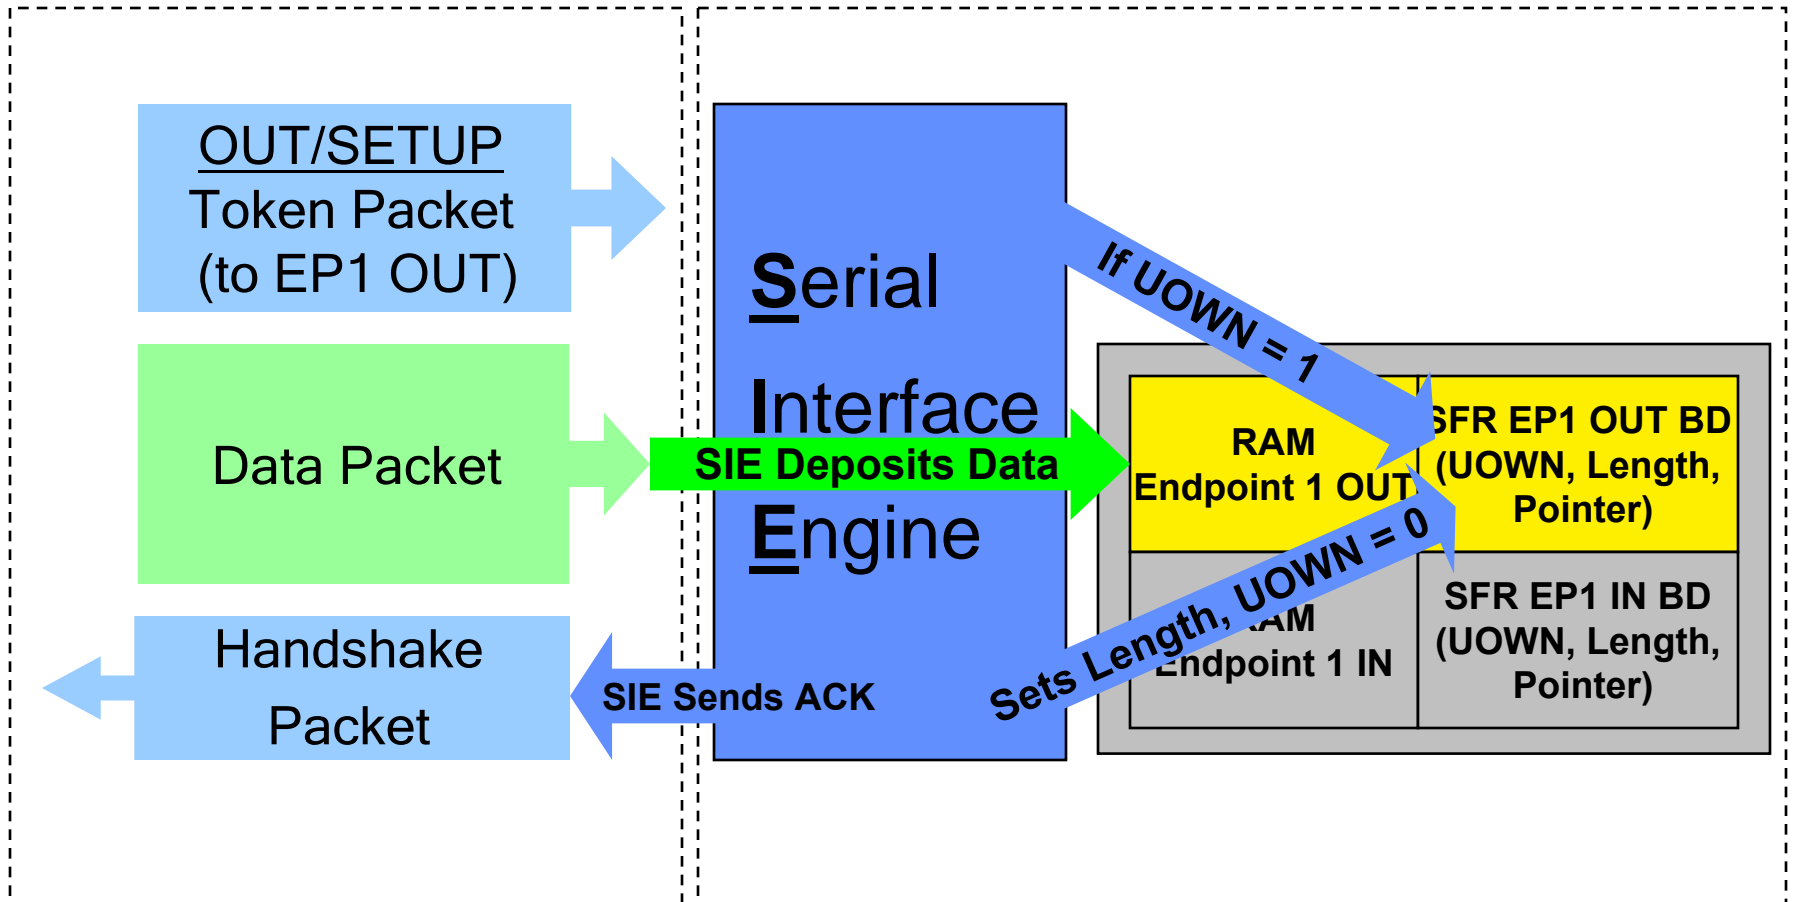 OUT/SETUP
Token Packet
(to EP1 OUT)
Data Packet
Handshake
Packet
Serial
Interface
Engine
SIE Deposits Data
SIE Sends ACK
If UOWN = 1
Sets Length, UOWN = 0
RAM
Endpoint 1 OUT
SFR EP1 OUT BD
(UOWN, Length,
Pointer)
RAM
Endpoint 1 IN
SFR EP1 IN BD
(UOWN, Length,
Pointer)